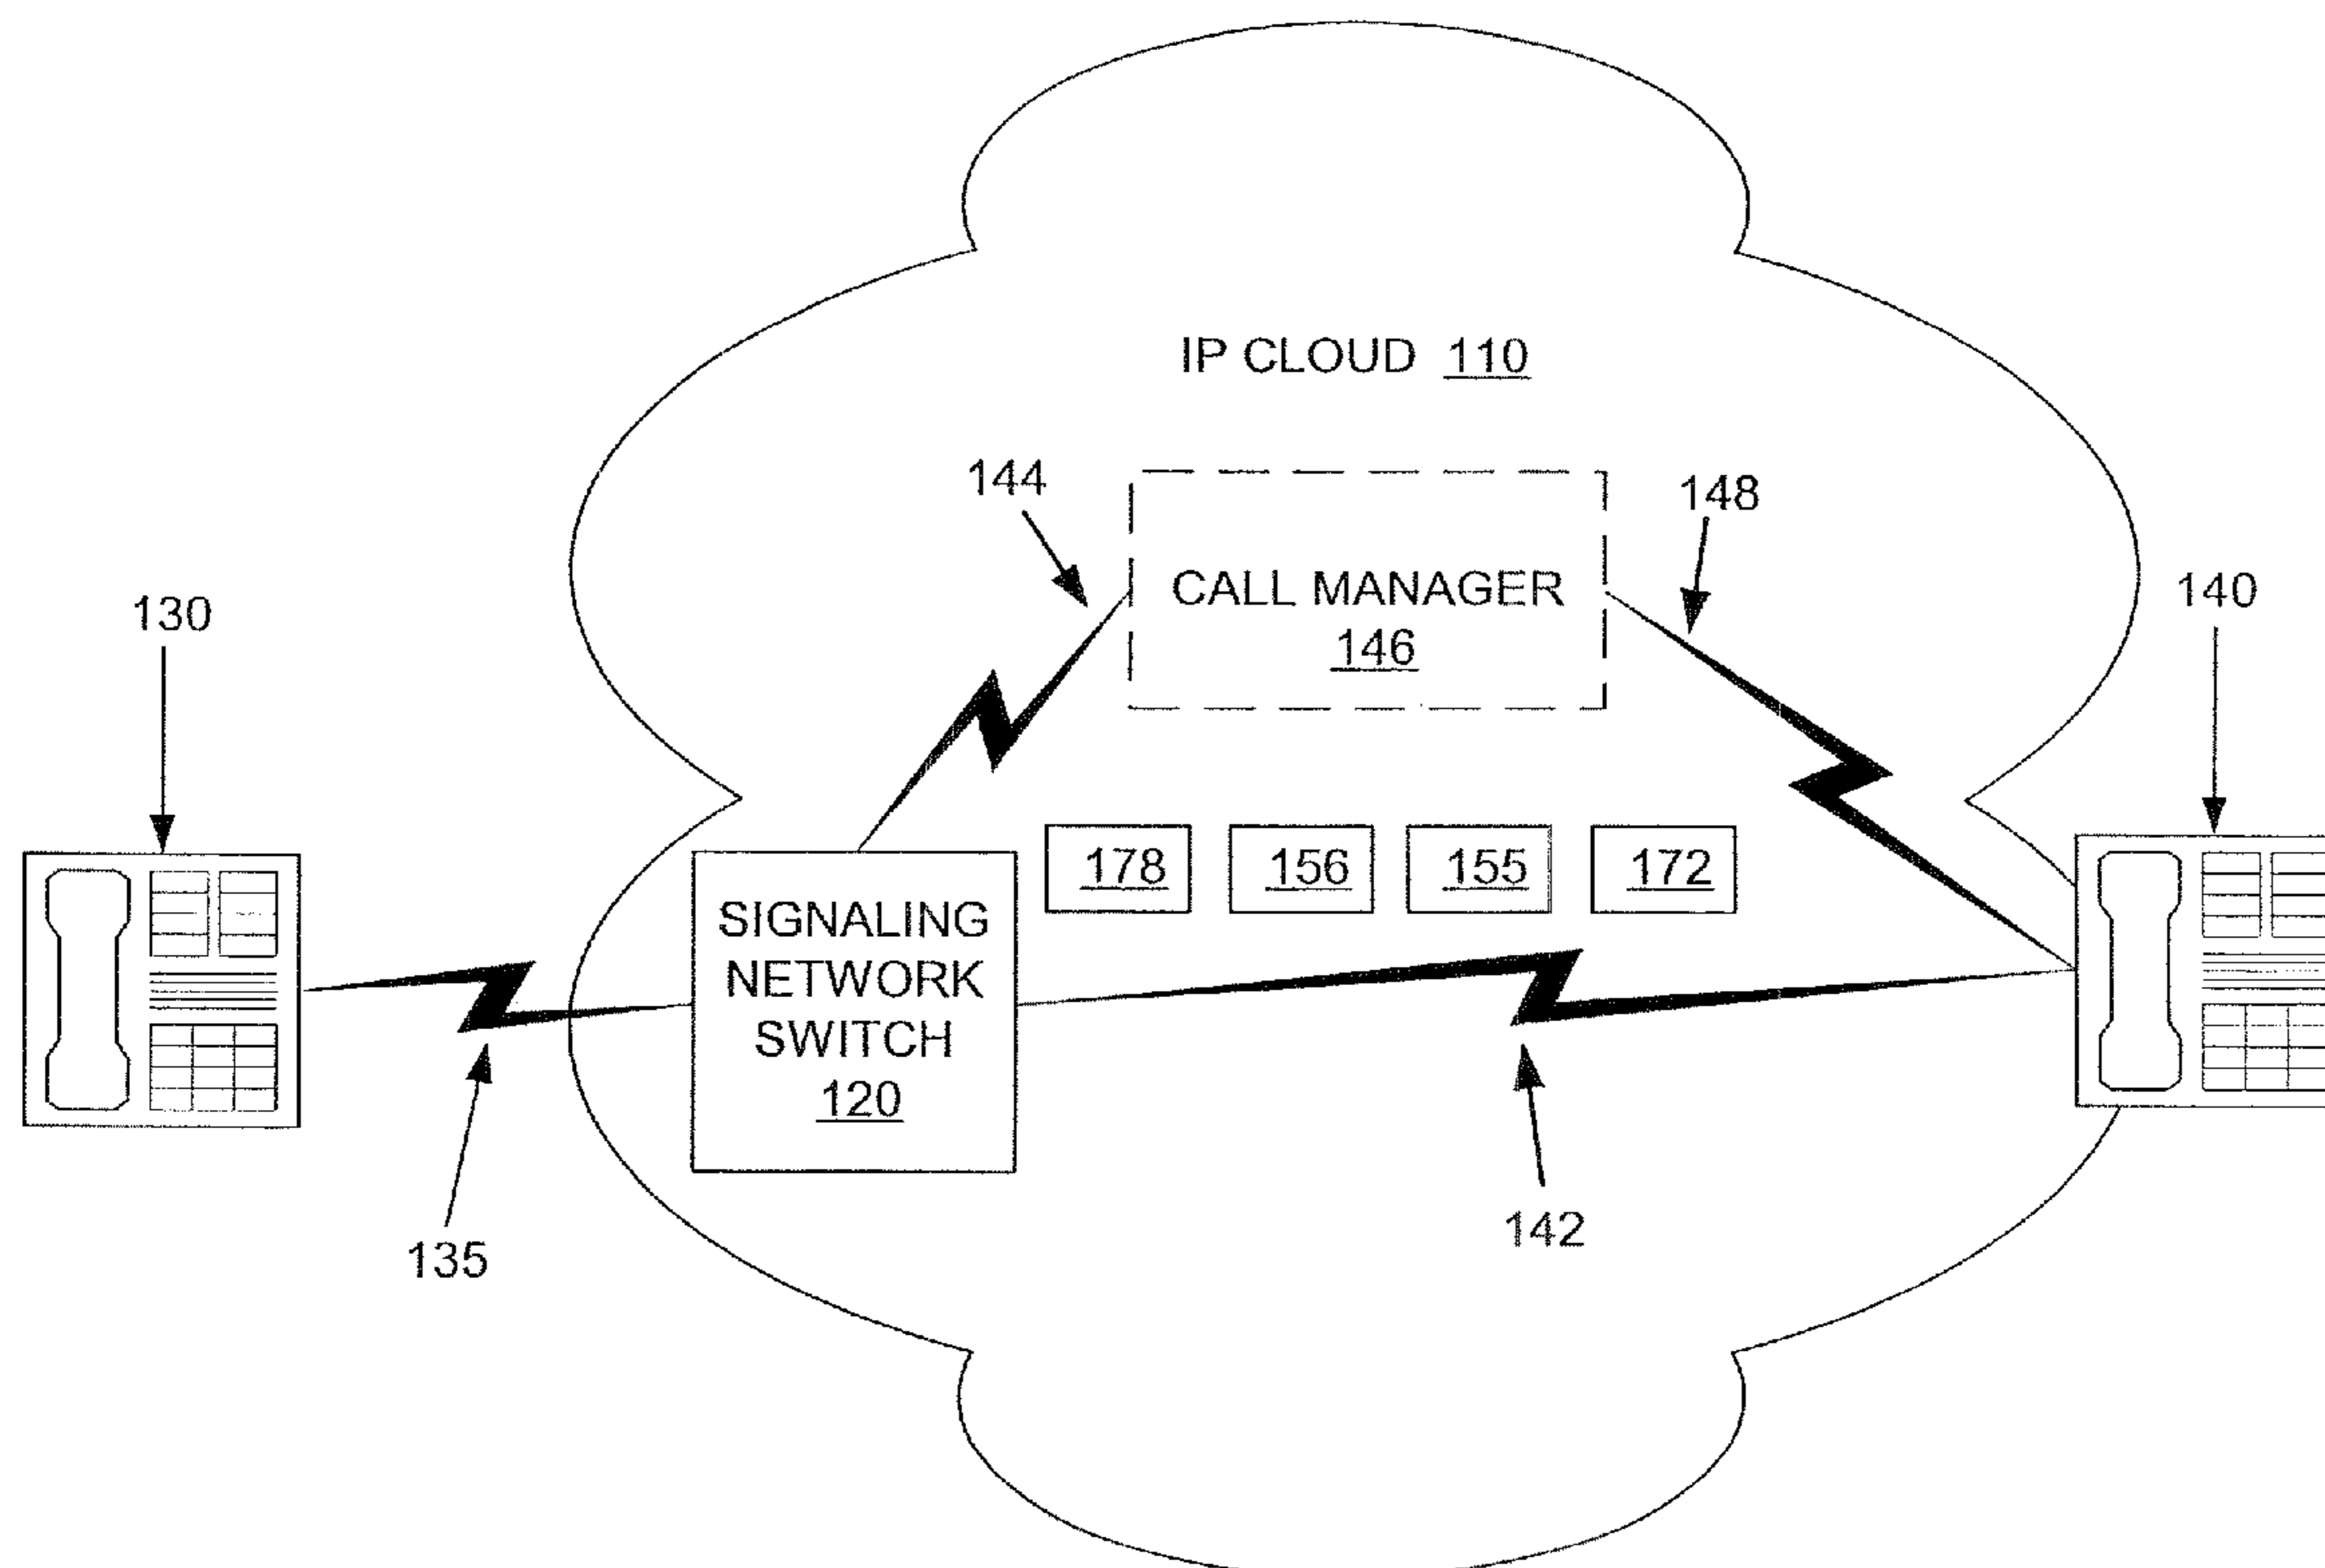 IP CLOUD 110
144
148
CALL MANAGER
146
130
140
178
156
155
172
SIGNALING
NETWORK
SWITCH
120
135
142